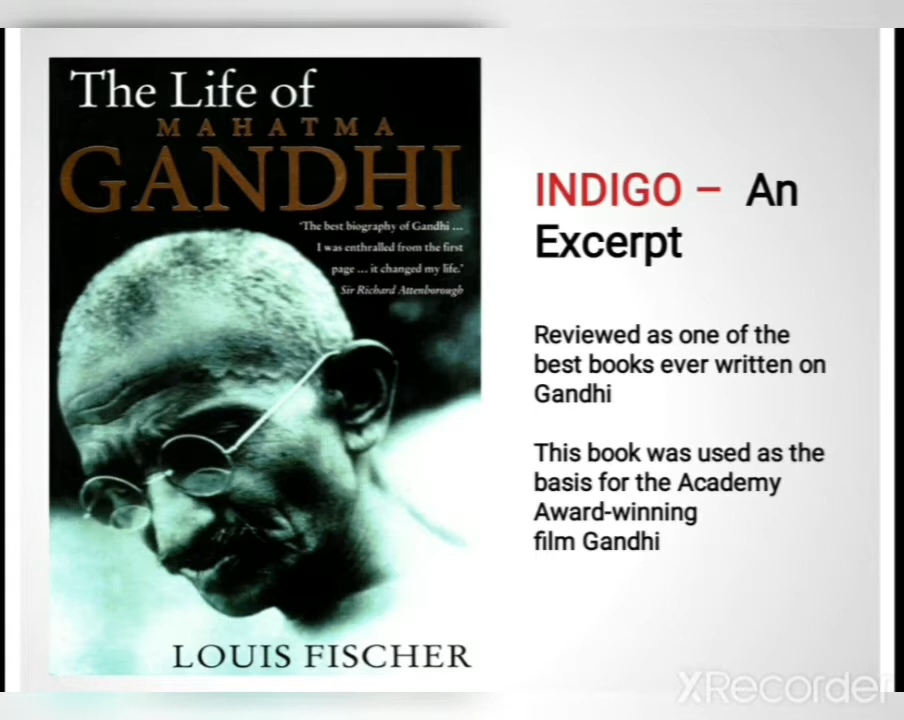 The Life of
MAHATMA
GANDHI
'The best biography of Gandhi ...
I was enthralled from the first
page ... it changed my life.'
Sir Richard Attenborough
LOUIS FISCHER
INDIGO – An
Excerpt
Reviewed as one of the
best books ever written on
Gandhi
This book was used as the
basis for the Academy
Award-winning
film Gandhi
XRecorder